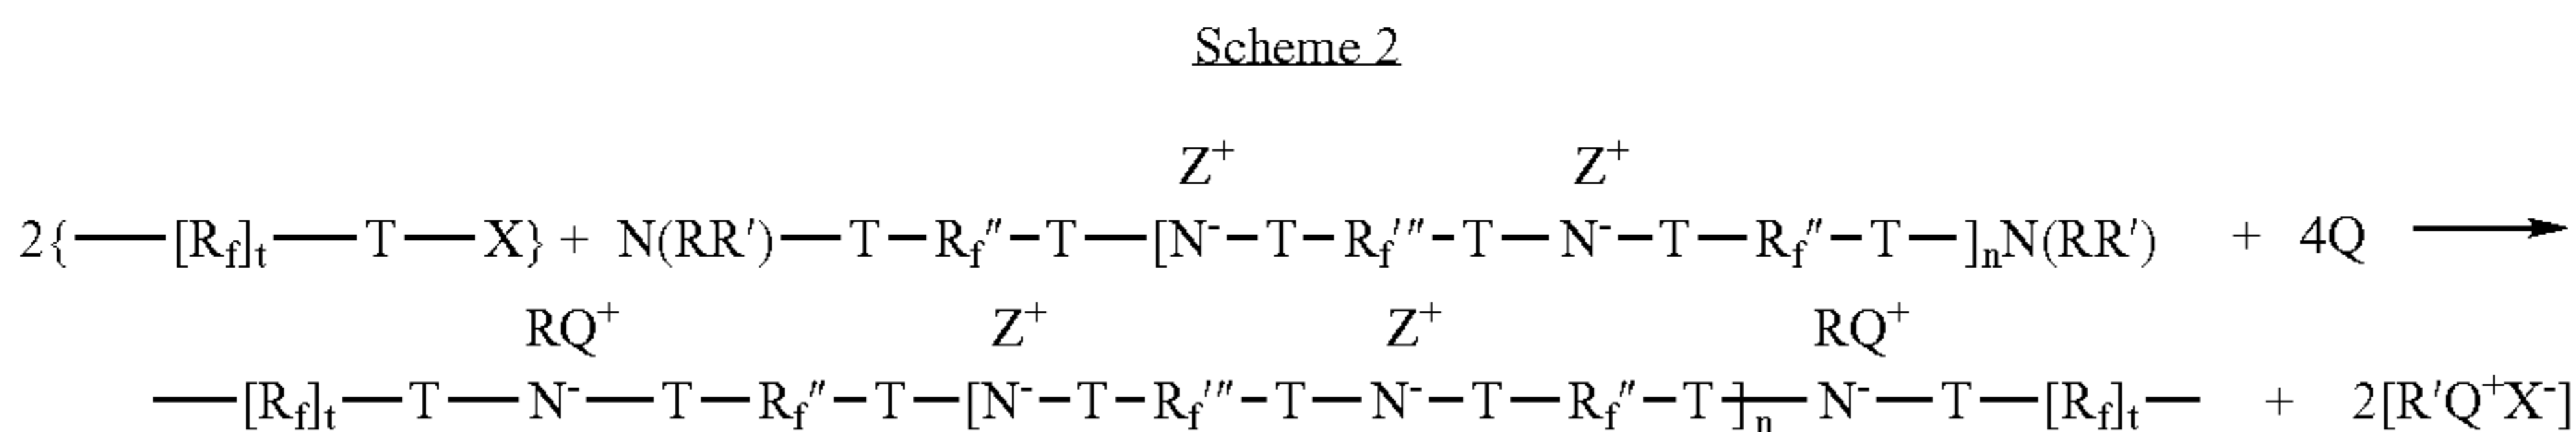 Scheme 2
Z⁺ Z⁺
2{—[R_f]_t—T—X} + N(RR′)—T—R_f″—T—[N⁻—T—R_f‴—T—N⁻—T—R_f″—T—]_nN(RR′) + 4Q ⟶
RQ⁺ Z⁺ Z⁺ RQ⁺
—[R_f]_t—T—N⁻—T—R_f″—T—[N⁻—T—R_f‴—T—N⁻—T—R_f″—T—]_n—N⁻—T—[R_f]_t— + 2[R′Q⁺X⁻]